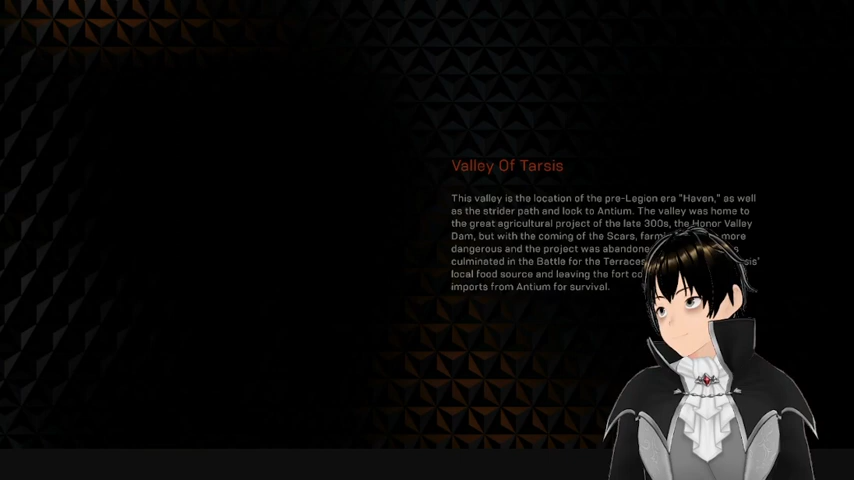 Valley Of Tarsis
This valley is the location of the pre-Legion era "Haven," as well
as the strider path and look to Antium. The valley was home to
the great agricultural project of the late 300s, the Honor Valley
Dam, but with the coming of the Scars, more
dangerous and the project was
culminated in the Battle for the Terraces
local food source and leaving the fort
imports from Antium for survival.